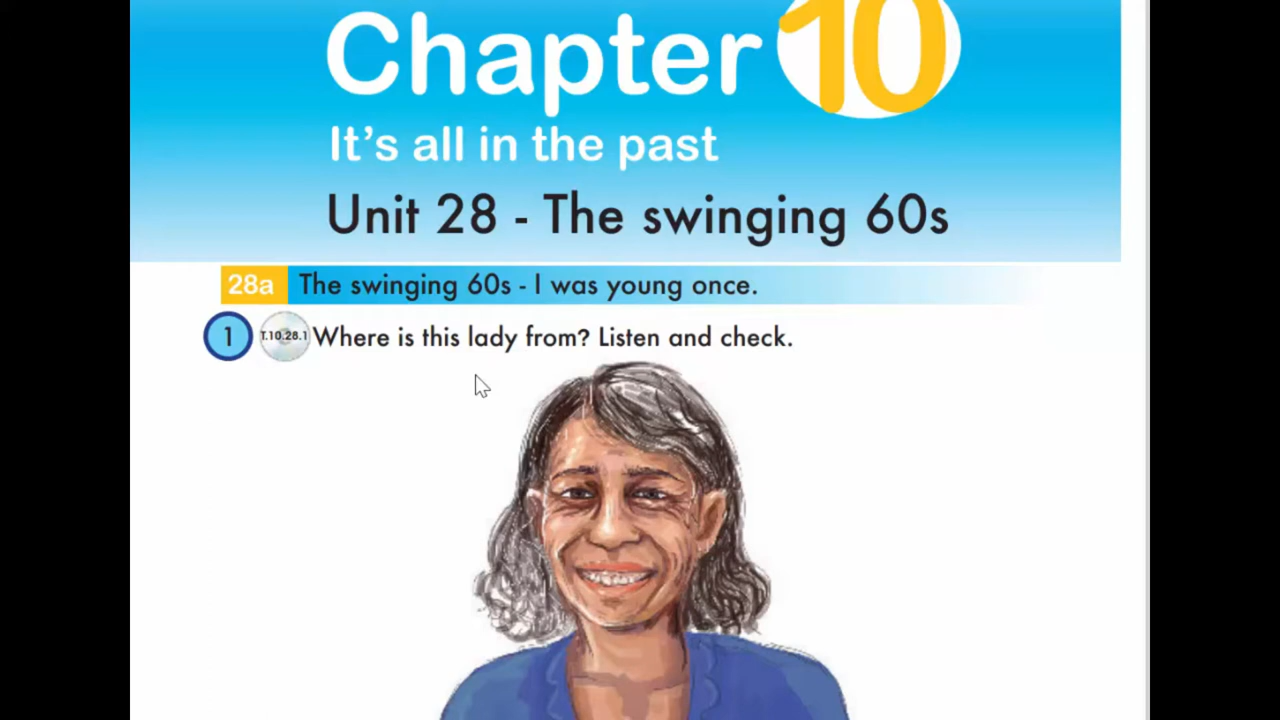 Chapter 10
It's all in the past
Unit 28 - The swinging 60s
28a The swinging 60s - I was young once.
1 T.10.28.1 Where is this lady from? Listen and check.